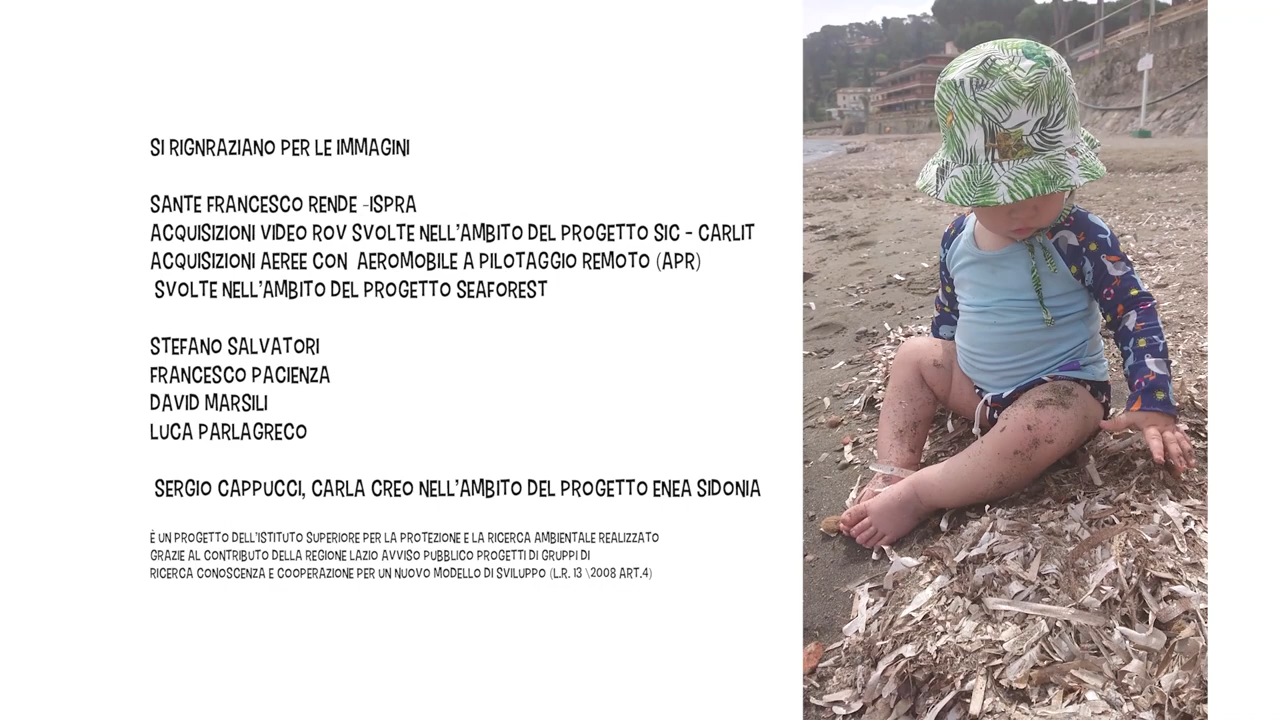 SI RIGNRAZIANO PER LE IMMAGINI
SANTE FRANCESCO RENDE -ISPRA
ACQUISIZIONI VIDEO ROV SVOLTE NELL'AMBITO DEL PROGETTO SIC - CARLIT
ACQUISIZIONI AEREE CON AEROMOBILE A PILOTAGGIO REMOTO (APR)
SVOLTE NELL'AMBITO DEL PROGETTO SEAFOREST
STEFANO SALVATORI
FRANCESCO PACIENZA
DAVID MARSILI
LUCA PARLAGRECO
SERGIO CAPPUCCI, CARLA CREO NELL'AMBITO DEL PROGETTO ENEA SIDONIA
È UN PROGETTO DELL'ISTITUTO SUPERIORE PER LA PROTEZIONE E LA RICERCA AMBIENTALE REALIZZATO
GRAZIE AL CONTRIBUTO DELLA REGIONE LAZIO AVVISO PUBBLICO PROGETTI DI GRUPPI DI
RICERCA CONOSCENZA E COOPERAZIONE PER UN NUOVO MODELLO DI SVILUPPO (L.R. 13 \2008 ART.4)